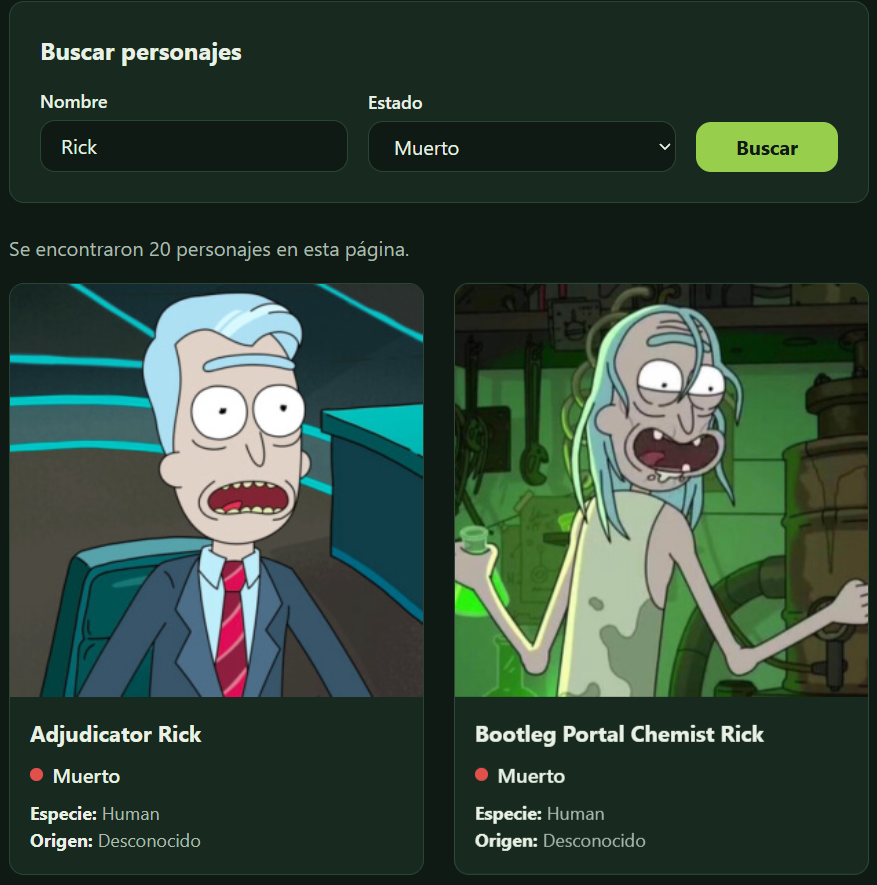 Buscar personajes
Nombre
Estado
Rick
Muerto
Buscar
Se encontraron 20 personajes en esta página.
Adjudicator Rick
Muerto
Especie: Human
Origen: Desconocido
Bootleg Portal Chemist Rick
Muerto
Especie: Human
Origen: Desconocido